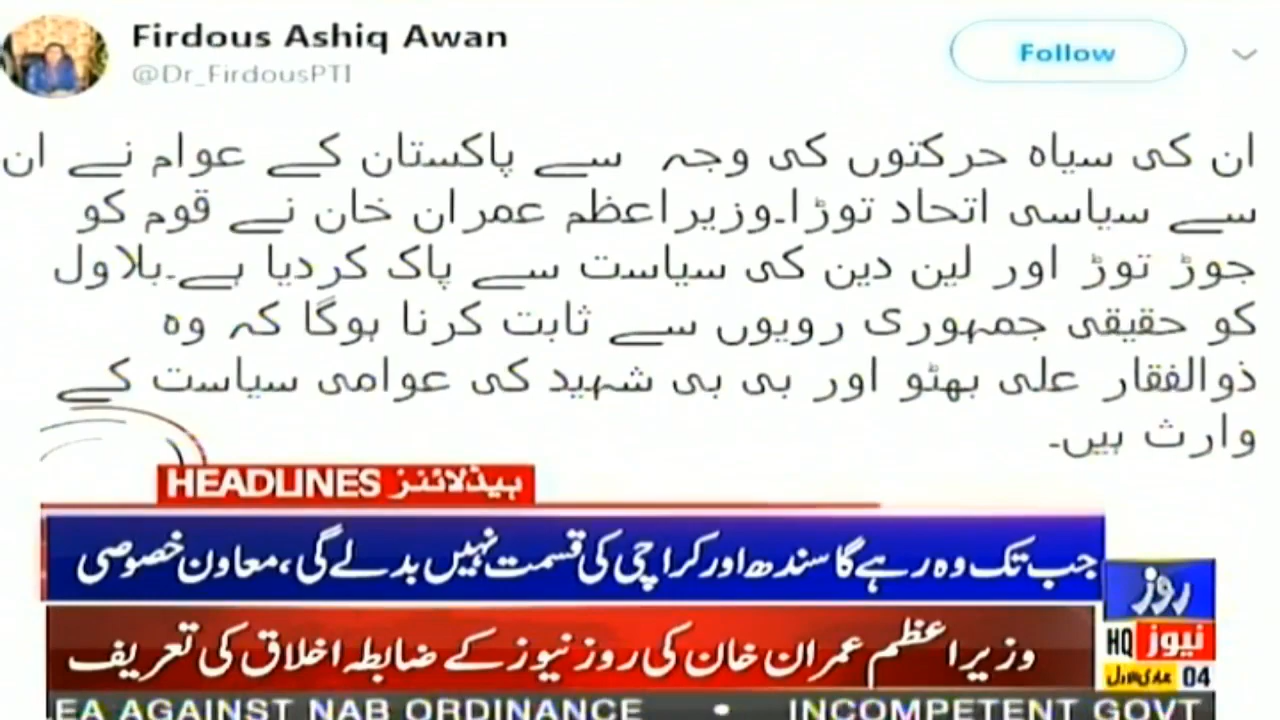 Firdous Ashiq Awan
@Dr_FirdousPTI
Follow
ان کی سیاہ حرکتوں کی وجہ سے پاکستان کے عوام نے ان
سے سیاسی اتحاد توڑا۔وزیراعظم عمران خان نے قوم کو
جوڑ توڑ اور لین دین کی سیاست سے پاک کردیا ہے۔بلاول
کو حقیقی جمہوری رویوں سے ثابت کرنا ہوگا کہ وہ
ذوالفقار علی بھٹو اور بی بی شہید کی عوامی سیاست کے
وارث ہیں۔
HEADLINES ہیڈلائنز
جب تک وہ رہے گا سندھ اور کراچی کی قسمت نہیں بدلے گی، معاون خصوصی
روز
HQ نیوز
وزیراعظم عمران خان کی روز نیوز کے ضابطہ اخلاق کی تعریف
04
EA AGAINST NAB ORDINANCE • INCOMPETENT GOVT